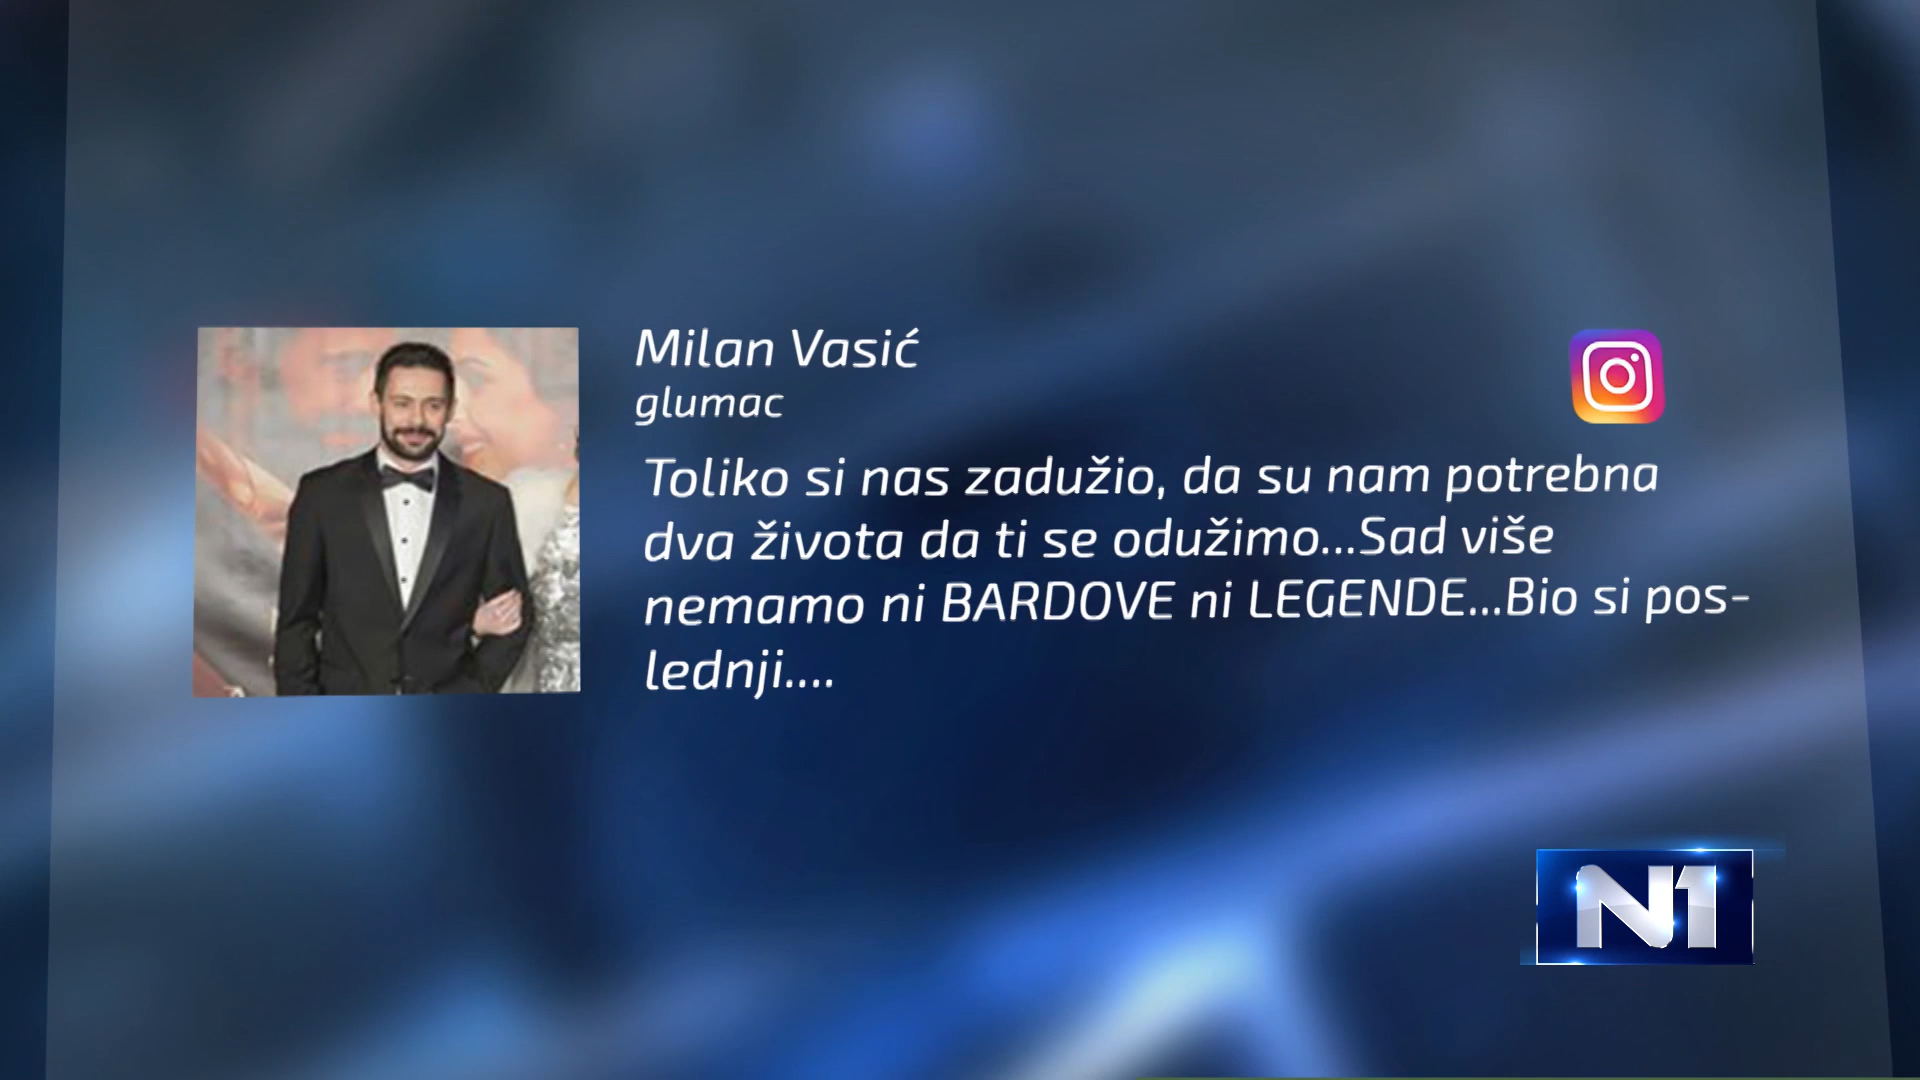 Milan Vasić
glumac
Toliko si nas zadužio, da su nam potrebna
dva života da ti se odužimo...Sad više
nemamo ni BARDOVE ni LEGENDE...Bio si pos-
lednji....
N1